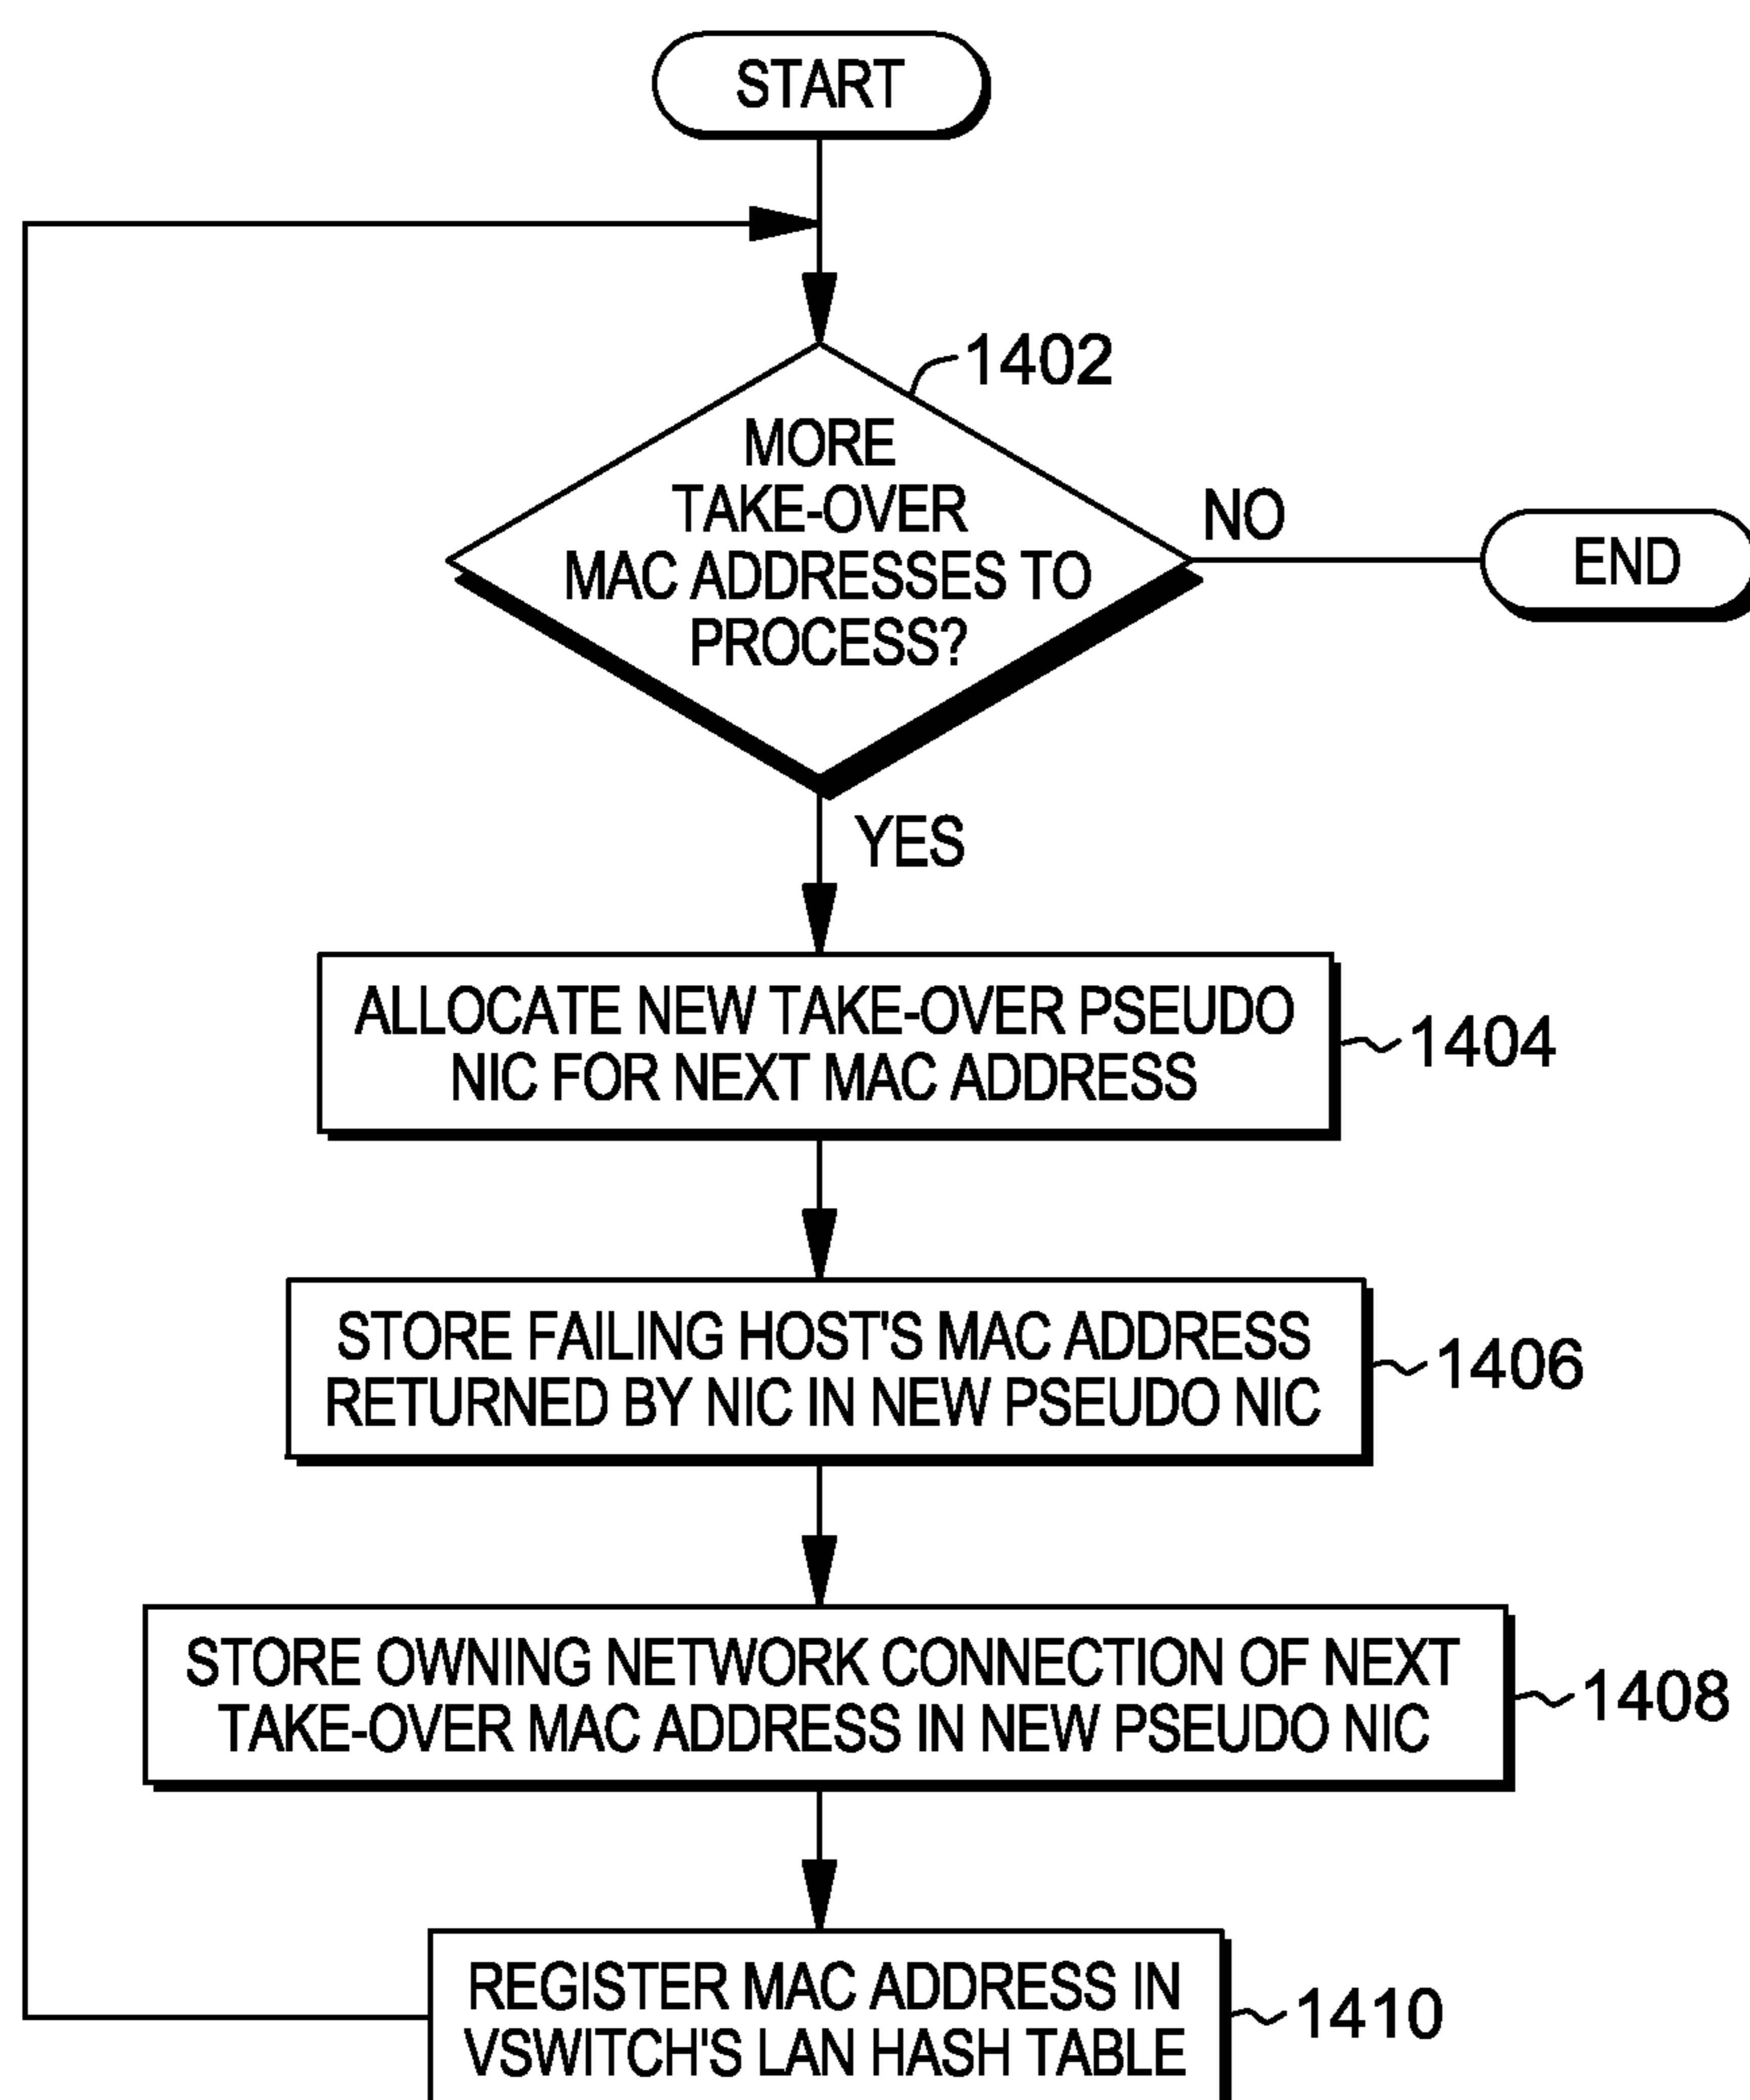 START
1402
MORE
TAKE-OVER
MAC ADDRESSES TO
PROCESS?
NO
END
YES
ALLOCATE NEW TAKE-OVER PSEUDO
NIC FOR NEXT MAC ADDRESS
1404
STORE FAILING HOST'S MAC ADDRESS
RETURNED BY NIC IN NEW PSEUDO NIC
1406
STORE OWNING NETWORK CONNECTION OF NEXT
TAKE-OVER MAC ADDRESS IN NEW PSEUDO NIC
1408
REGISTER MAC ADDRESS IN
VSWITCH'S LAN HASH TABLE
1410